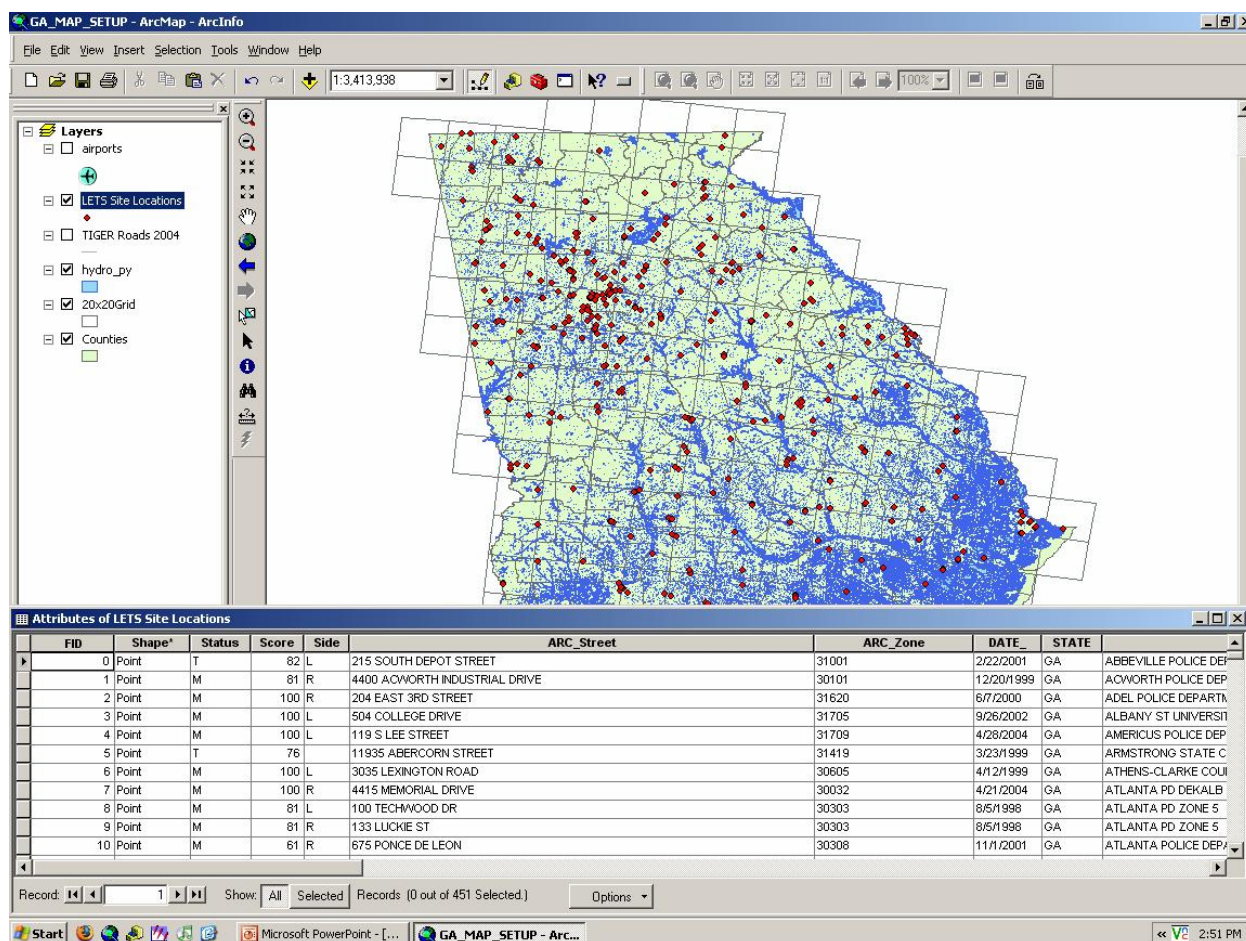 GA_MAP_SETUP - ArcMap - ArcInfo
File Edit View Insert Selection Tools Window Help
1:3,413,938 100%
Layers
airports
LETS Site Locations
TIGER Roads 2004
hydro_py
20x20Grid
Counties
Attributes of LETS Site Locations
FID Shape* Status Score Side ARC_Street ARC_Zone DATE_ STATE
0 Point T 82 L 215 SOUTH DEPOT STREET 31001 2/22/2001 GA ABBEVILLE POLICE DEP
1 Point M 81 R 4400 ACWORTH INDUSTRIAL DRIVE 30101 12/20/1999 GA ACWORTH POLICE DEP
2 Point M 100 R 204 EAST 3RD STREET 31620 6/7/2000 GA ADEL POLICE DEPARTM
3 Point M 100 L 504 COLLEGE DRIVE 31705 9/26/2002 GA ALBANY ST UNIVERSIT
4 Point M 100 L 119 S LEE STREET 31709 4/28/2004 GA AMERICUS POLICE DEP
5 Point T 76 11935 ABERCORN STREET 31419 3/23/1999 GA ARMSTRONG STATE C
6 Point M 100 L 3035 LEXINGTON ROAD 30605 4/12/1999 GA ATHENS-CLARKE COU
7 Point M 100 R 4415 MEMORIAL DRIVE 30032 4/21/2004 GA ATLANTA PD DEKALB
8 Point M 81 L 100 TECHWOOD DR 30303 8/5/1998 GA ATLANTA PD ZONE 5
9 Point M 81 R 133 LUCKIE ST 30303 8/5/1998 GA ATLANTA PD ZONE 5
10 Point M 61 R 675 PONCE DE LEON 30308 11/1/2001 GA ATLANTA POLICE DEPA
Record: 1 Show: All Selected Records (0 out of 451 Selected.) Options
Start Microsoft PowerPoint - [... GA_MAP_SETUP - Arc... « 2:51 PM